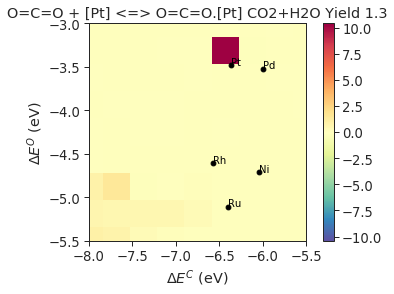 O=C=O + [Pt] <=> O=C=O.[Pt] CO2+H2O Yield 1.3
−3.0
−3.5
−4.0
−4.5
−5.0
−5.5
ΔE^O (eV)
Pt
Pd
Rh
Ni
Ru
−8.0 −7.5 −7.0 −6.5 −6.0 −5.5
ΔE^C (eV)
10.0
7.5
5.0
2.5
0.0
−2.5
−5.0
−7.5
−10.0